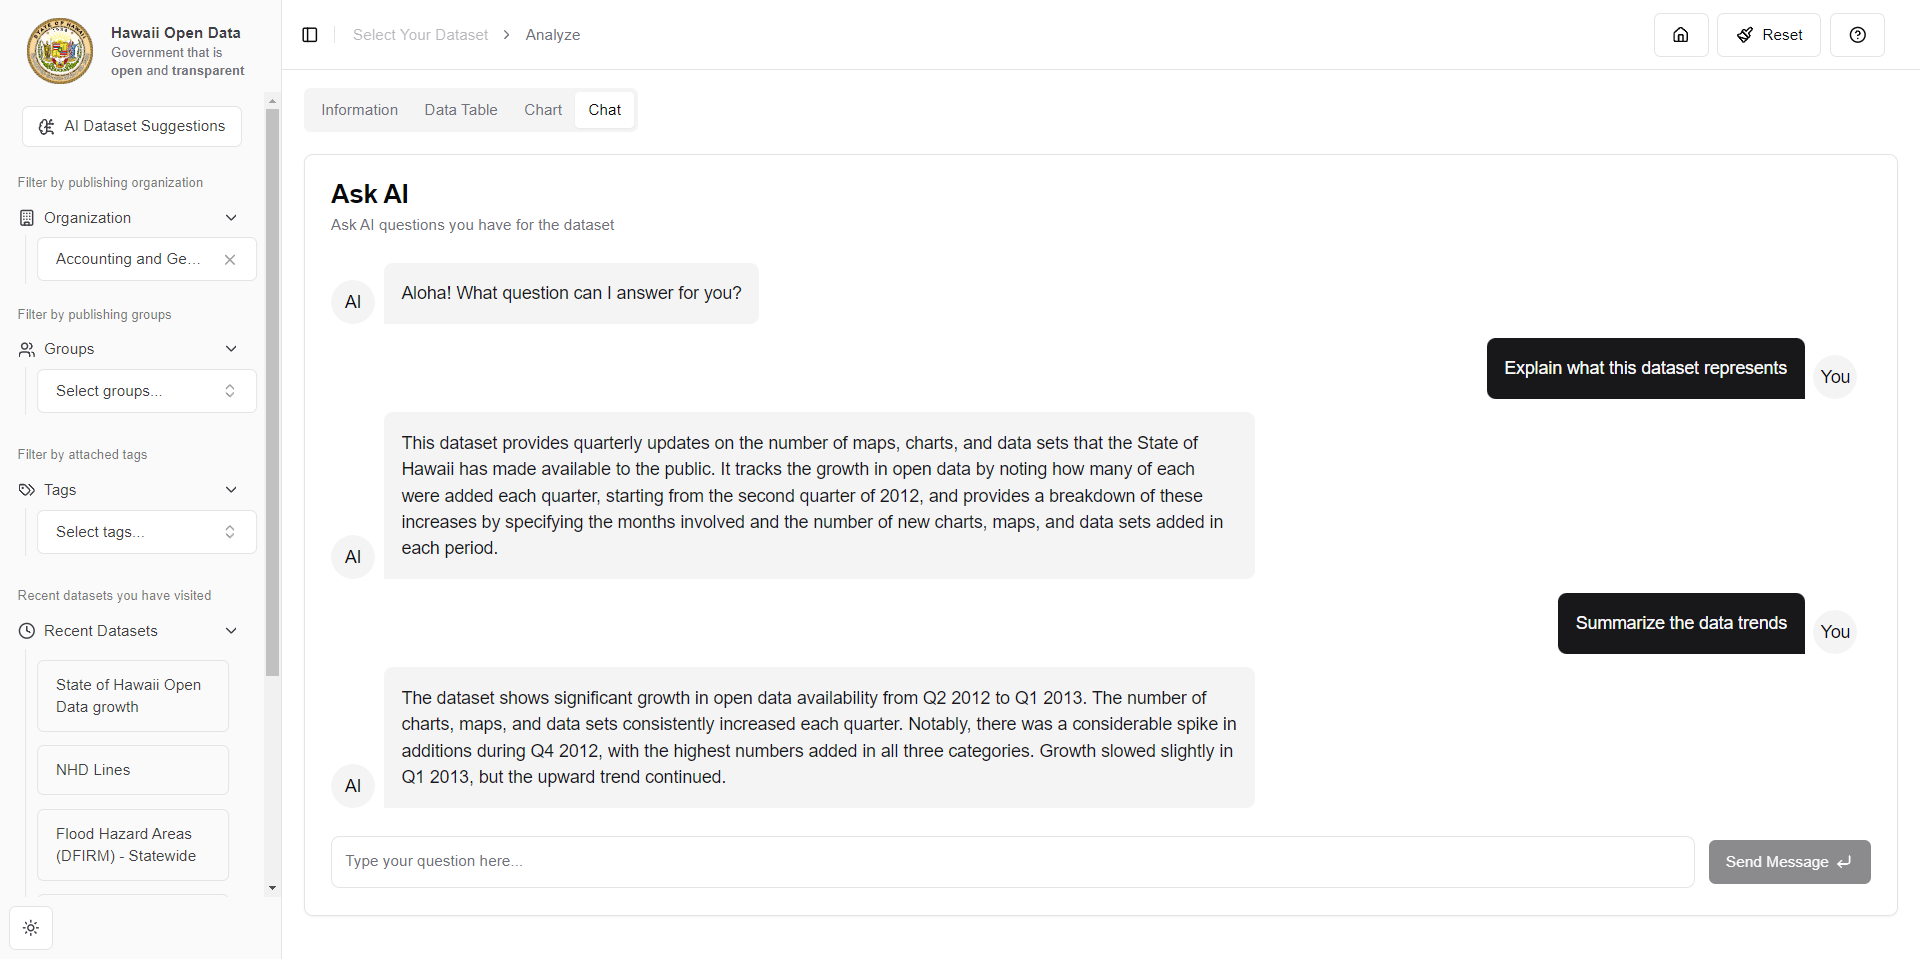 Hawaii Open Data
Government that is
open and transparent
AI Dataset Suggestions
Filter by publishing organization
Organization
Accounting and Ge...
Filter by publishing groups
Groups
Select groups...
Filter by attached tags
Tags
Select tags...
Recent datasets you have visited
Recent Datasets
State of Hawaii Open
Data growth
NHD Lines
Flood Hazard Areas
(DFIRM) - Statewide
Select Your Dataset
Analyze
Reset
Information
Data Table
Chart
Chat
Ask AI
Ask AI questions you have for the dataset
AI
Aloha! What question can I answer for you?
Explain what this dataset represents
You
This dataset provides quarterly updates on the number of maps, charts, and data sets that the State of
Hawaii has made available to the public. It tracks the growth in open data by noting how many of each
were added each quarter, starting from the second quarter of 2012, and provides a breakdown of these
increases by specifying the months involved and the number of new charts, maps, and data sets added in
each period.
AI
Summarize the data trends
You
The dataset shows significant growth in open data availability from Q2 2012 to Q1 2013. The number of
charts, maps, and data sets consistently increased each quarter. Notably, there was a considerable spike in
additions during Q4 2012, with the highest numbers added in all three categories. Growth slowed slightly in
Q1 2013, but the upward trend continued.
AI
Type your question here...
Send Message